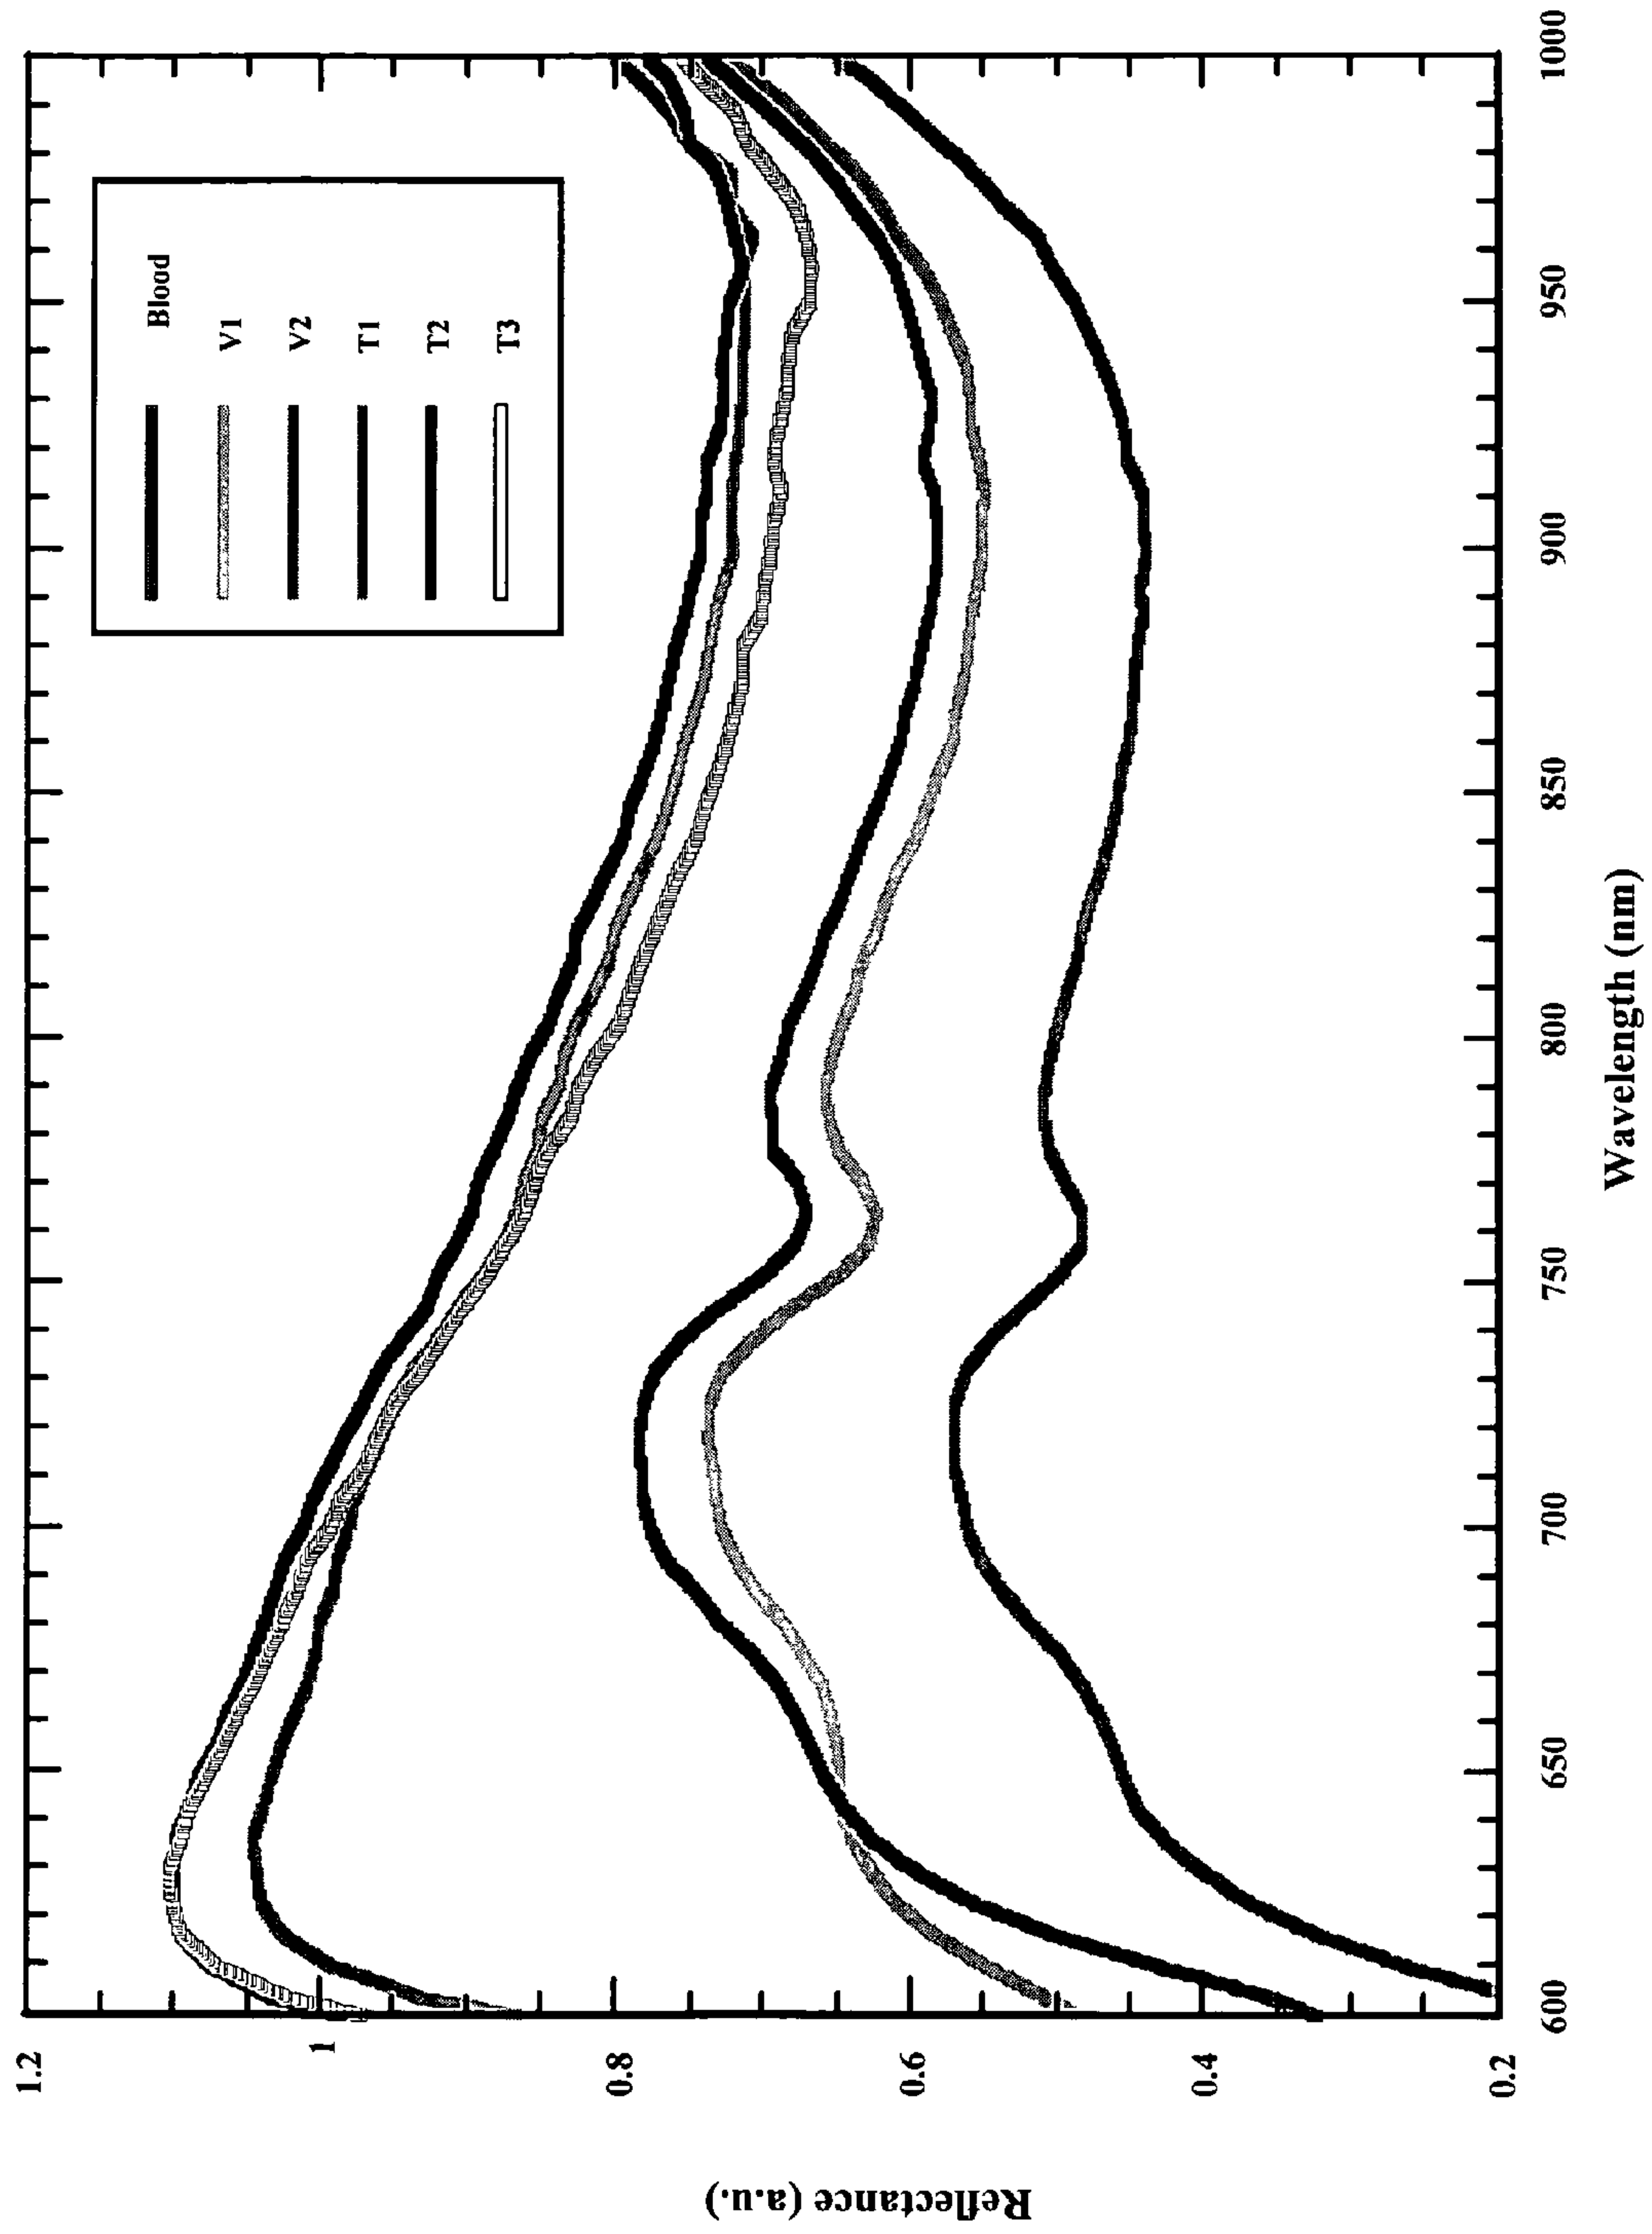 Blood
V1
V2
T1
T2
T3
Reflectance (a.u.)
1.2
1
0.8
0.6
0.4
0.2
600
650
700
750
800
850
900
950
1000
Wavelength (nm)